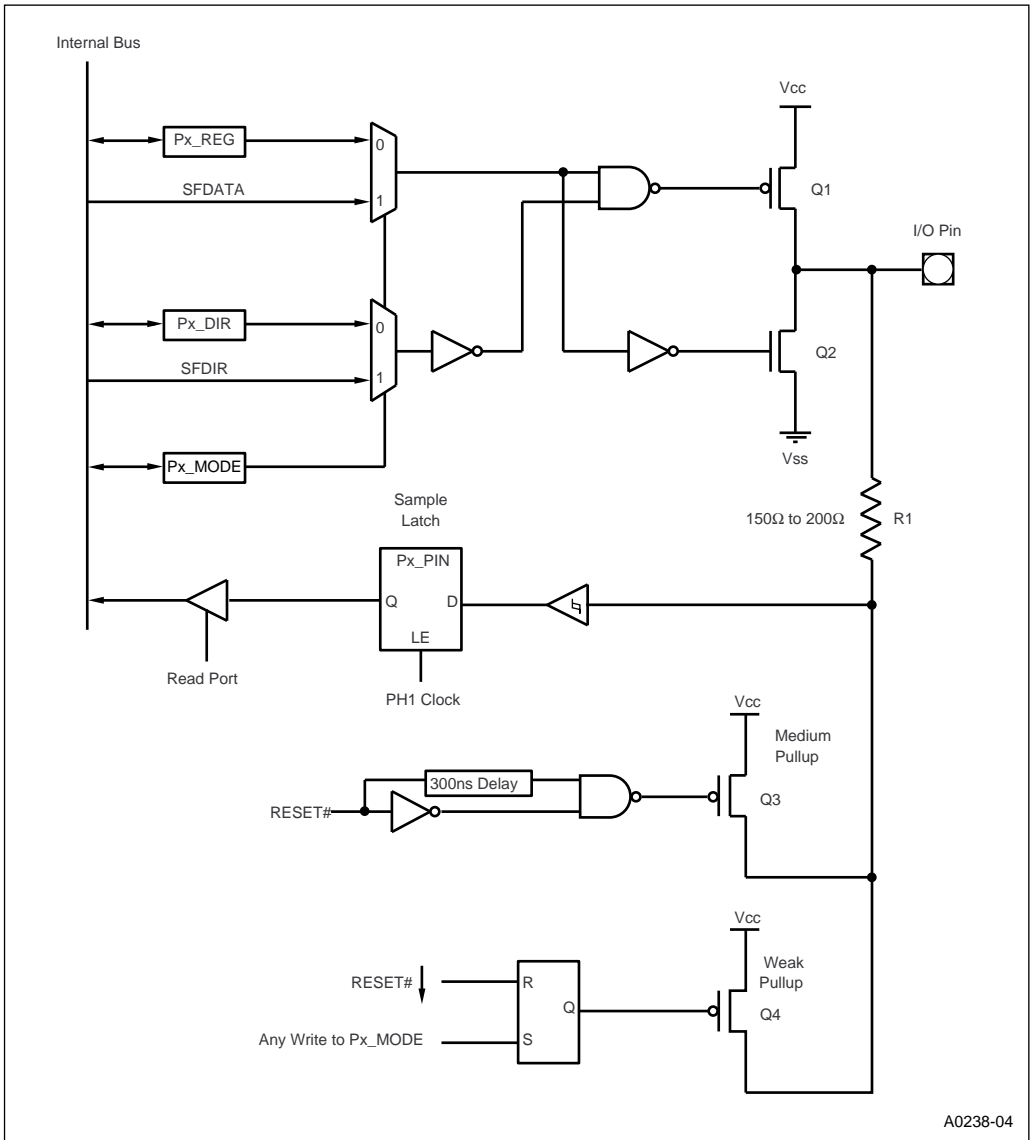 Internal Bus
Vcc
Px_REG
0
SFDATA
1
Q1
I/O Pin
Px_DIR
0
SFDIR
1
Q2
Px_MODE
Vss
Sample
Latch
150Ω to 200Ω
R1
Px_PIN
Q
D
LE
Read Port
PH1 Clock
Vcc
Medium
Pullup
300ns Delay
RESET#
Q3
Vcc
Weak
Pullup
RESET#
R
Q
Q4
Any Write to Px_MODE
S
A0238-04